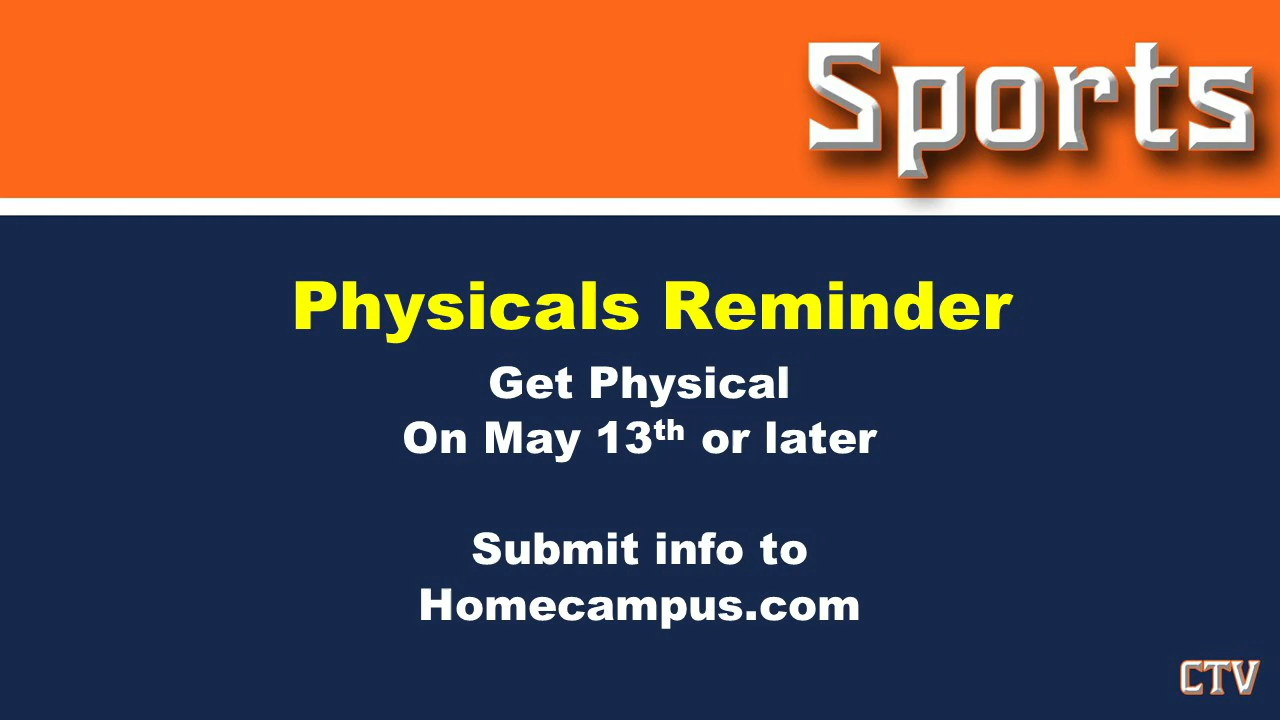 Sports
Physicals Reminder
Get Physical
On May 13th or later
Submit info to
Homecampus.com
CTV